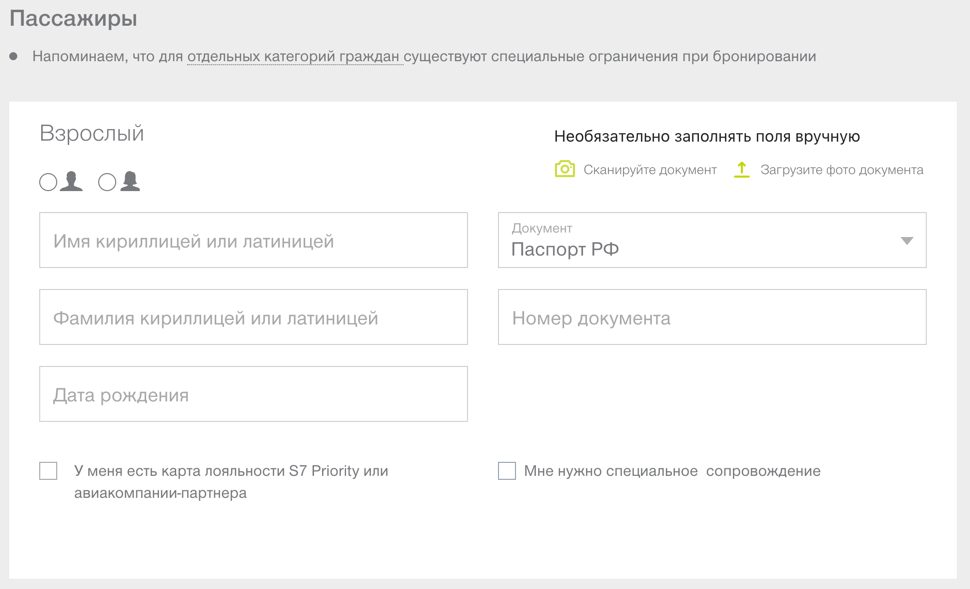 Пассажиры
Напоминаем, что для отдельных категорий граждан существуют специальные ограничения при бронировании
Взрослый
Необязательно заполнять поля вручную
Сканируйте документ
Загрузите фото документа
Имя кириллицей или латиницей
Документ
Паспорт РФ
Фамилия кириллицей или латиницей
Номер документа
Дата рождения
У меня есть карта лояльности S7 Priority или
авиакомпании-партнера
Мне нужно специальное сопровождение